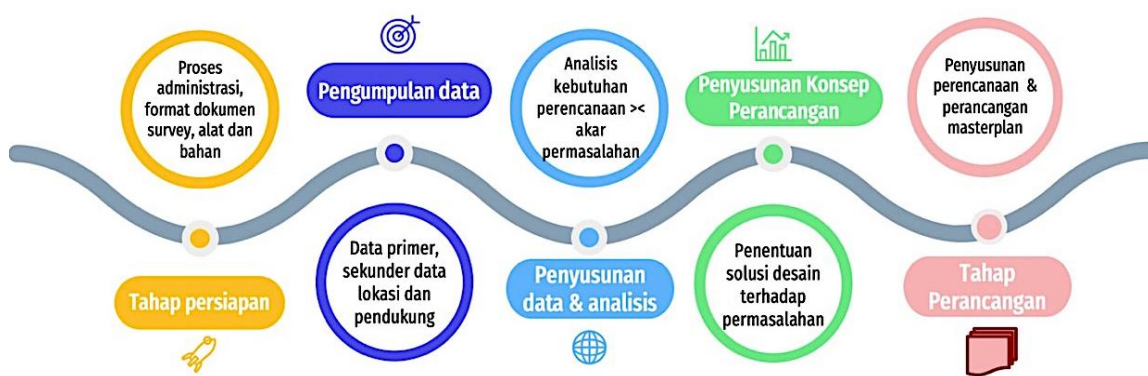 Proses
administrasi,
format dokumen
survey, alat dan
bahan
Tahap persiapan
Pengumpulan data
Data primer,
sekunder data
lokasi dan
pendukung
Analisis
kebutuhan
perencanaan ><
akar
permasalahan
Penyusunan
data & analisis
Penyusunan Konsep
Perancangan
Penentuan
solusi desain
terhadap
permasalahan
Penyusunan
perencanaan &
perancangan
masterplan
Tahap
Perancangan